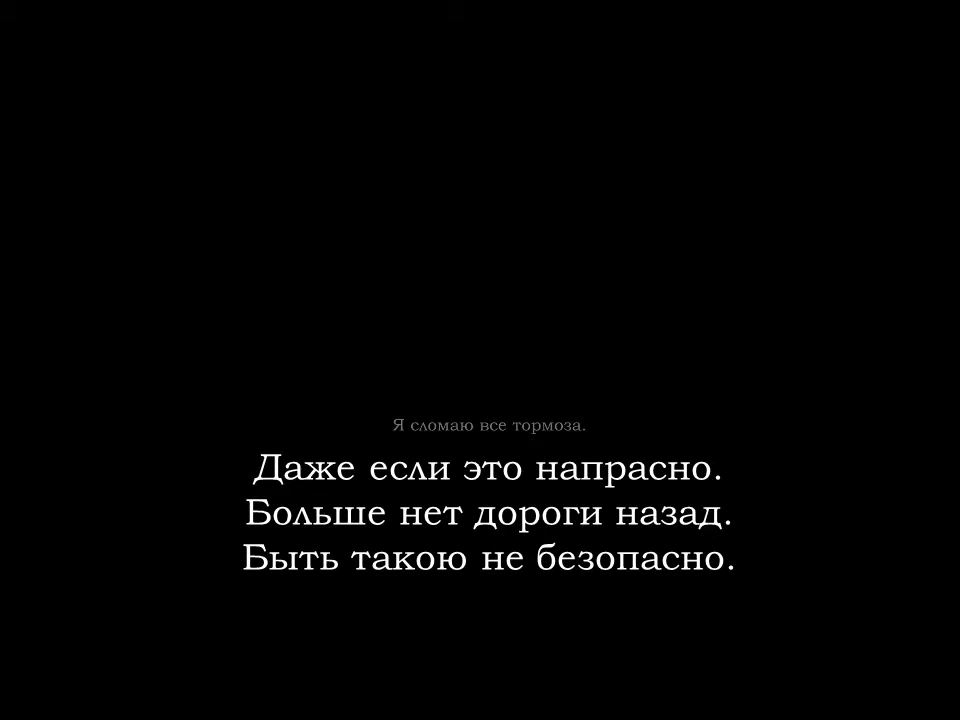 Я сломаю все тормоза.
Даже если это напрасно.
Больше нет дороги назад.
Быть такою не безопасно.